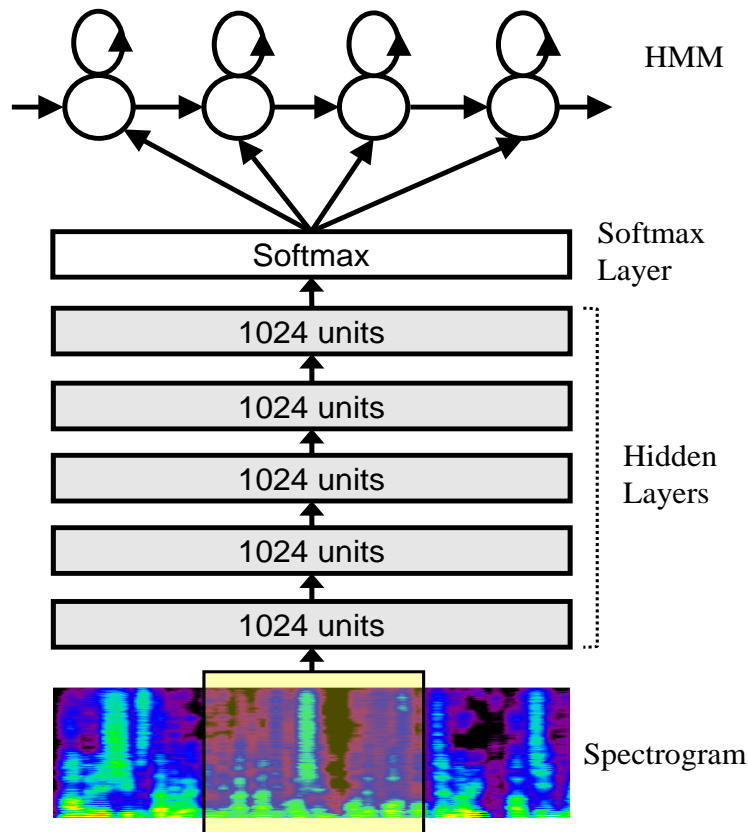 HMM
Softmax
Softmax
Layer
1024 units
1024 units
1024 units
1024 units
1024 units
Hidden
Layers
Spectrogram